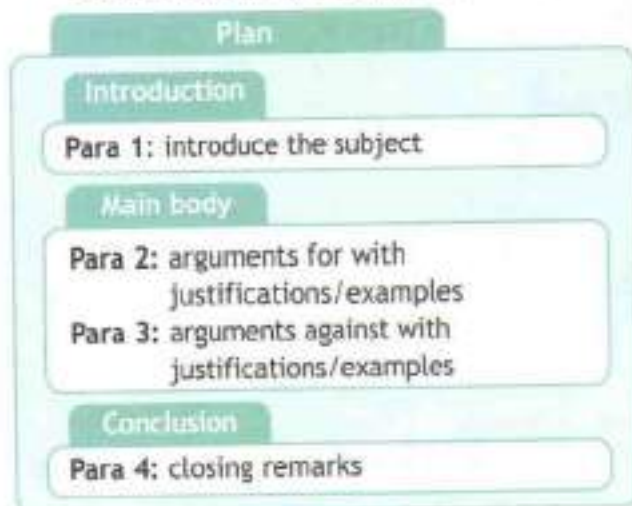 Plan
Introduction
Para 1: introduce the subject
Main body
Para 2: arguments for with
justifications/examples
Para 3: arguments against with
justifications/examples
Conclusion
Para 4: closing remarks